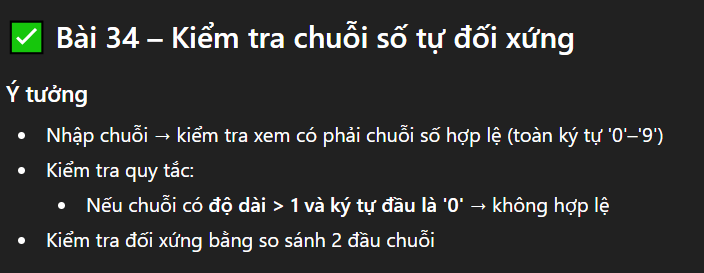 ✅ Bài 34 – Kiểm tra chuỗi số tự đối xứng
Ý tưởng
• Nhập chuỗi → kiểm tra xem có phải chuỗi số hợp lệ (toàn ký tự '0'–'9')
• Kiểm tra quy tắc:
• Nếu chuỗi có độ dài > 1 và ký tự đầu là '0' → không hợp lệ
• Kiểm tra đối xứng bằng so sánh 2 đầu chuỗi